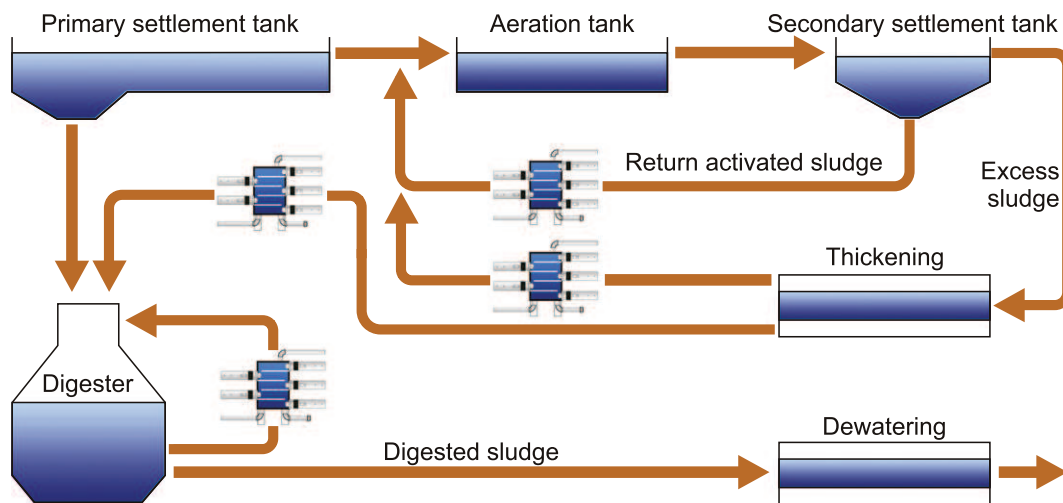 Primary settlement tank
Aeration tank
Secondary settlement tank
Return activated sludge
Excess
sludge
Thickening
Digester
Digested sludge
Dewatering